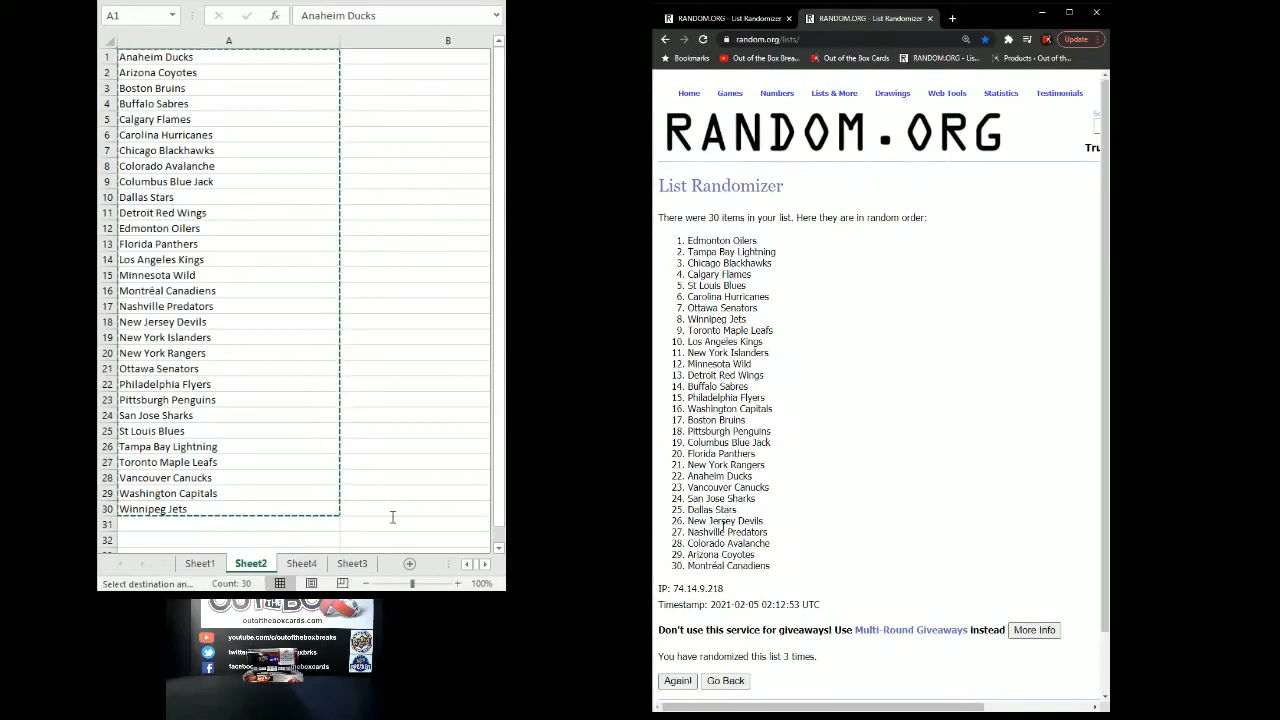 A1
fx
Anaheim Ducks
A
B
1 Anaheim Ducks
2 Arizona Coyotes
3 Boston Bruins
4 Buffalo Sabres
5 Calgary Flames
6 Carolina Hurricanes
7 Chicago Blackhawks
8 Colorado Avalanche
9 Columbus Blue Jack
10 Dallas Stars
11 Detroit Red Wings
12 Edmonton Oilers
13 Florida Panthers
14 Los Angeles Kings
15 Minnesota Wild
16 Montréal Canadiens
17 Nashville Predators
18 New Jersey Devils
19 New York Islanders
20 New York Rangers
21 Ottawa Senators
22 Philadelphia Flyers
23 Pittsburgh Penguins
24 San Jose Sharks
25 St Louis Blues
26 Tampa Bay Lightning
27 Toronto Maple Leafs
28 Vancouver Canucks
29 Washington Capitals
30 Winnipeg Jets
31
32
Sheet1 Sheet2 Sheet4 Sheet3
Select destination an... Count: 30 100%
outoftheboxcards.com
youtube.com/c/outoftheboxbreaks
RANDOM.ORG - List Randomizer
RANDOM.ORG - List Randomizer
random.org/lists/
Update
Bookmarks Out of the Box Brea... Out of the Box Cards RANDOM.ORG - Lis... Products › Out of th...
Home Games Numbers Lists & More Drawings Web Tools Statistics Testimonials
RANDOM.ORG
Tru
List Randomizer
There were 30 items in your list. Here they are in random order:
1. Edmonton Oilers
2. Tampa Bay Lightning
3. Chicago Blackhawks
4. Calgary Flames
5. St Louis Blues
6. Carolina Hurricanes
7. Ottawa Senators
8. Winnipeg Jets
9. Toronto Maple Leafs
10. Los Angeles Kings
11. New York Islanders
12. Minnesota Wild
13. Detroit Red Wings
14. Buffalo Sabres
15. Philadelphia Flyers
16. Washington Capitals
17. Boston Bruins
18. Pittsburgh Penguins
19. Columbus Blue Jack
20. Florida Panthers
21. New York Rangers
22. Anaheim Ducks
23. Vancouver Canucks
24. San Jose Sharks
25. Dallas Stars
26. New Jersey Devils
27. Nashville Predators
28. Colorado Avalanche
29. Arizona Coyotes
30. Montréal Canadiens
IP: 74.14.9.218
Timestamp: 2021-02-05 02:12:53 UTC
Don't use this service for giveaways! Use Multi-Round Giveaways instead More Info
You have randomized this list 3 times.
Again! Go Back